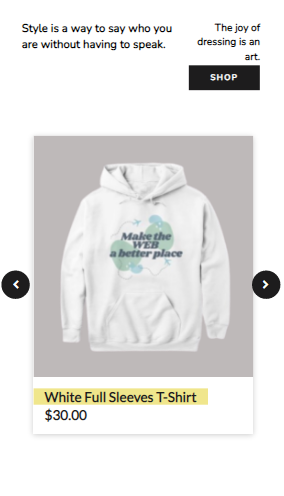 Style is a way to say who you
are without having to speak.
The joy of
dressing is an
art.
SHOP
Make the
WEB
a better place
White Full Sleeves T-Shirt
$30.00